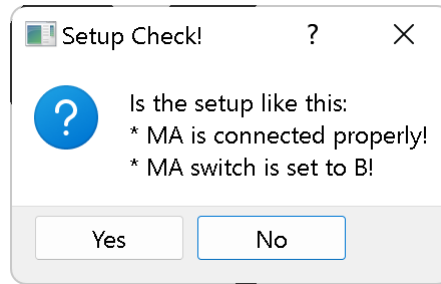 Setup Check!
?
Is the setup like this:
* MA is connected properly!
* MA switch is set to B!
Yes
No